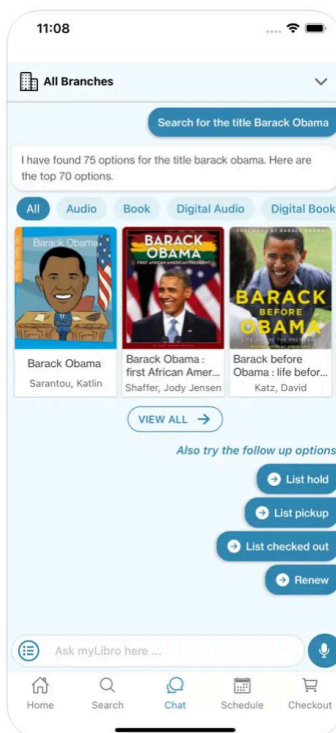 11:08
All Branches
Search for the title Barack Obama
I have found 75 options for the title barack obama. Here are
the top 70 options.
All
Audio
Book
Digital Audio
Digital Book
Barack Obama
BARACK
OBAMA
FIRST AFRICAN AMERICAN PRESIDENT
BARACK
BEFORE
OBAMA
Barack Obama
Sarantou, Katlin
Barack Obama :
first African Amer...
Shaffer, Jody Jensen
Barack before
Obama : life befor...
Katz, David
VIEW ALL
Also try the follow up options
List hold
List pickup
List checked out
Renew
Ask myLibro here ...
Home
Search
Chat
Schedule
Checkout